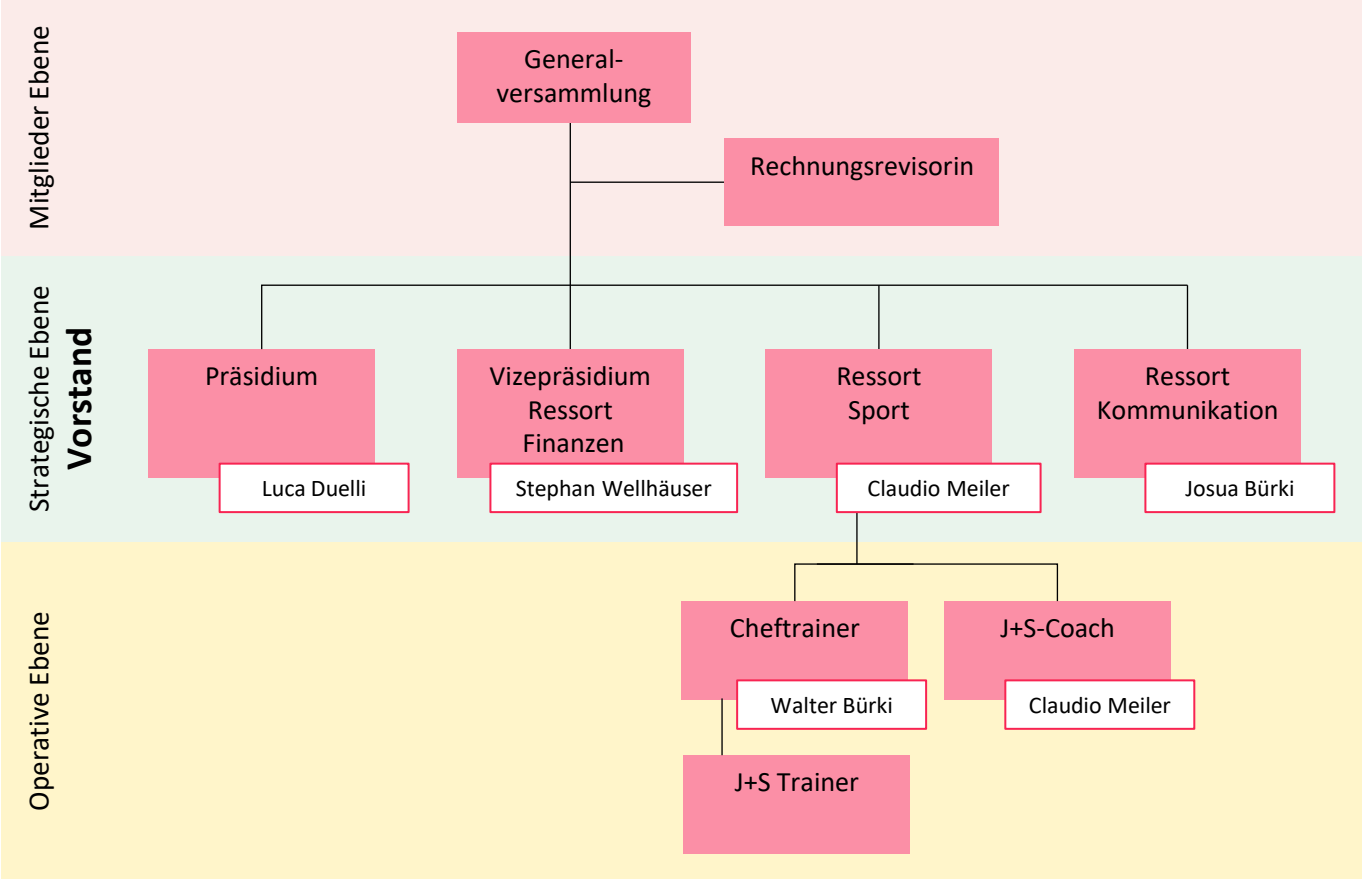 Mitglieder Ebene
General-
versammlung
Rechnungsrevisorin
Strategische Ebene
Vorstand
Präsidium
Luca Duelli
Vizepräsidium
Ressort
Finanzen
Stephan Wellhäuser
Ressort
Sport
Claudio Meiler
Ressort
Kommunikation
Josua Bürki
Operative Ebene
Cheftrainer
Walter Bürki
J+S-Coach
Claudio Meiler
J+S Trainer